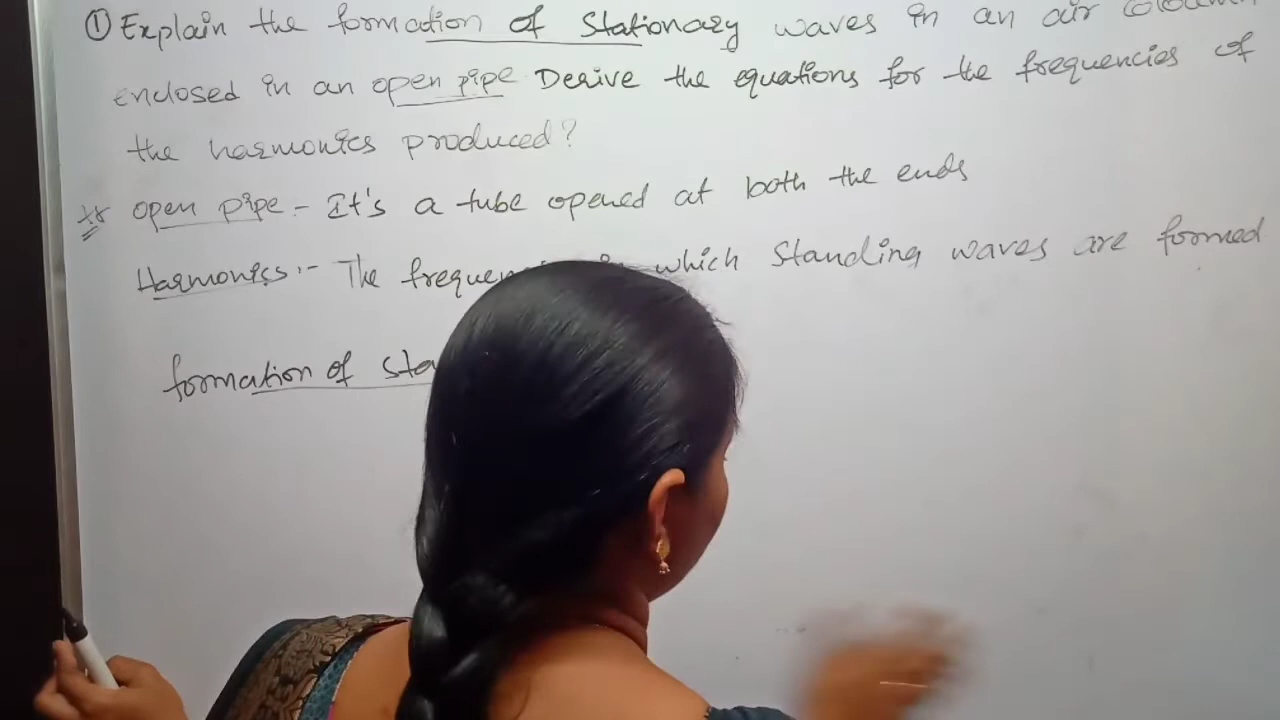 ① Explain the formation of Stationary waves in an air
enclosed in an open pipe Derive the equations for the frequencies of
the harmonics produced?
open pipe :- It's a tube opened at both the ends
Harmonics :- The which Standing waves are formed
formation of